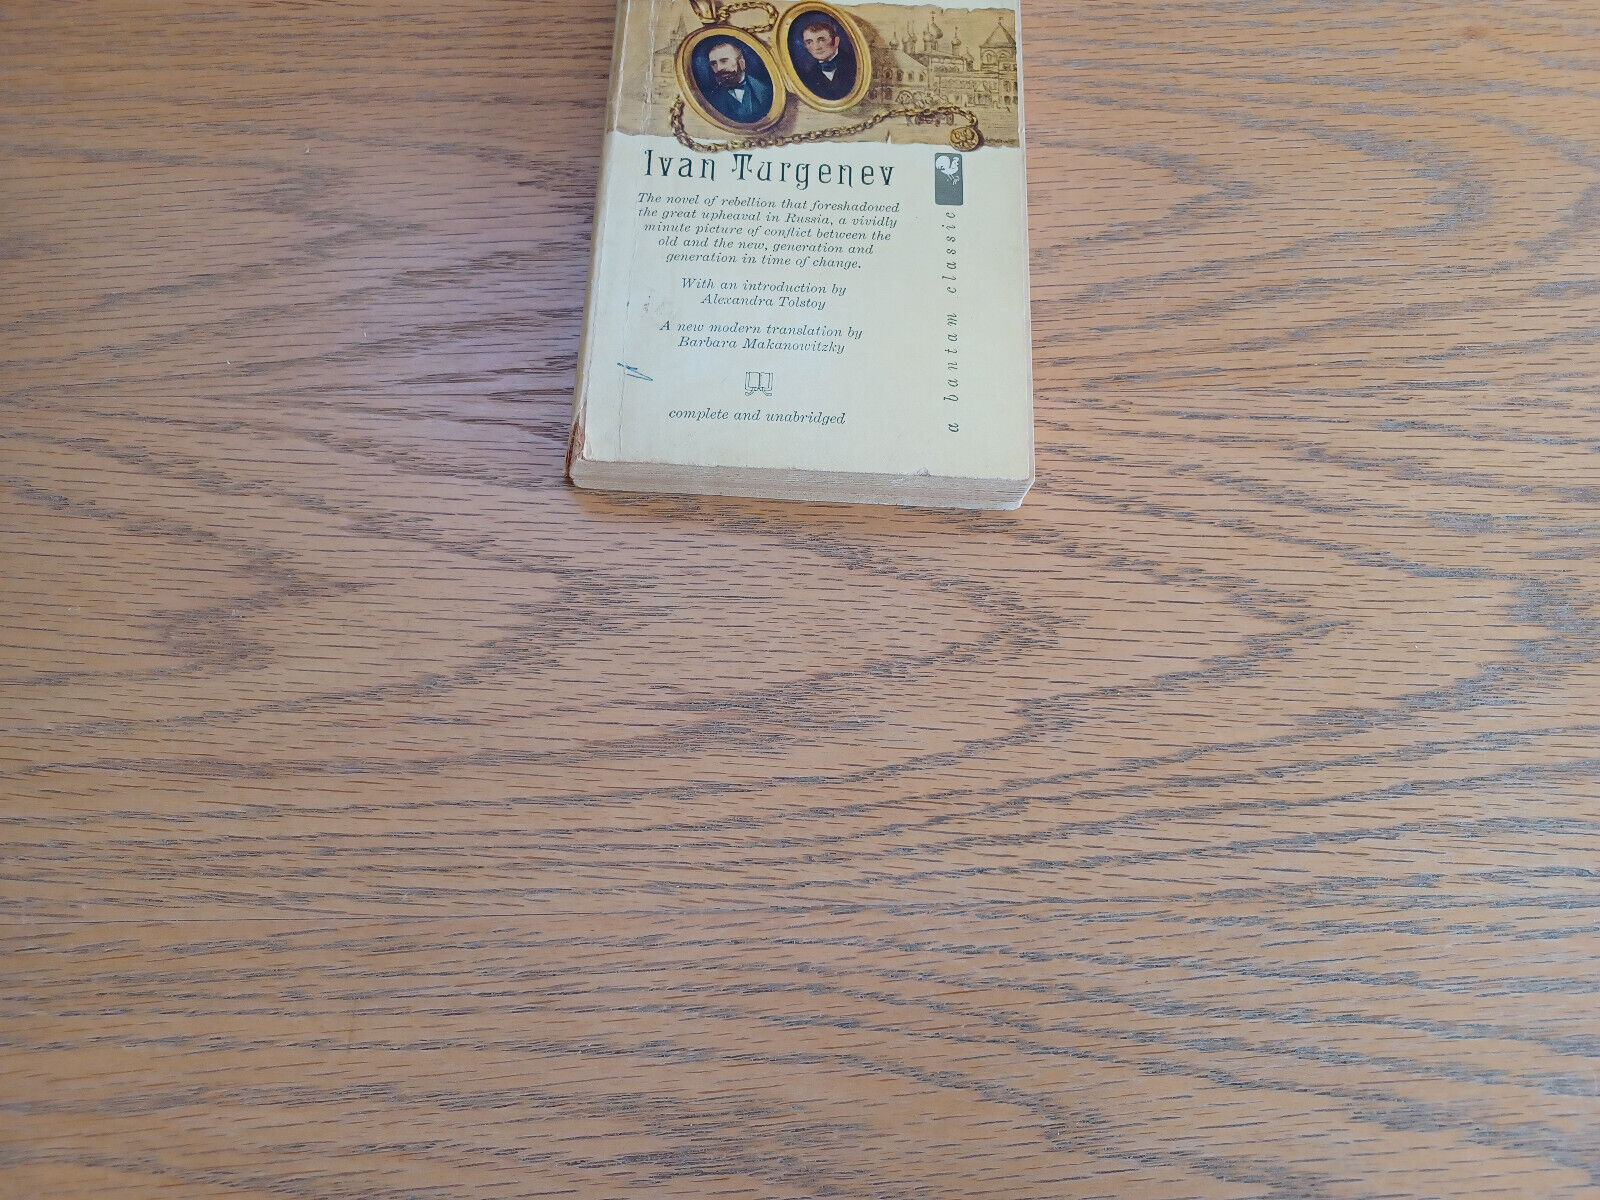 Ivan Turgenev
The novel of rebellion that foreshadowed
the great upheaval in Russia, a vividly
minute picture of conflict between the
old and the new, generation and
generation in time of change.
With an introduction by
Alexandra Tolstoy
A new modern translation by
Barbara Makanowitzky
complete and unabridged
a bantam classic